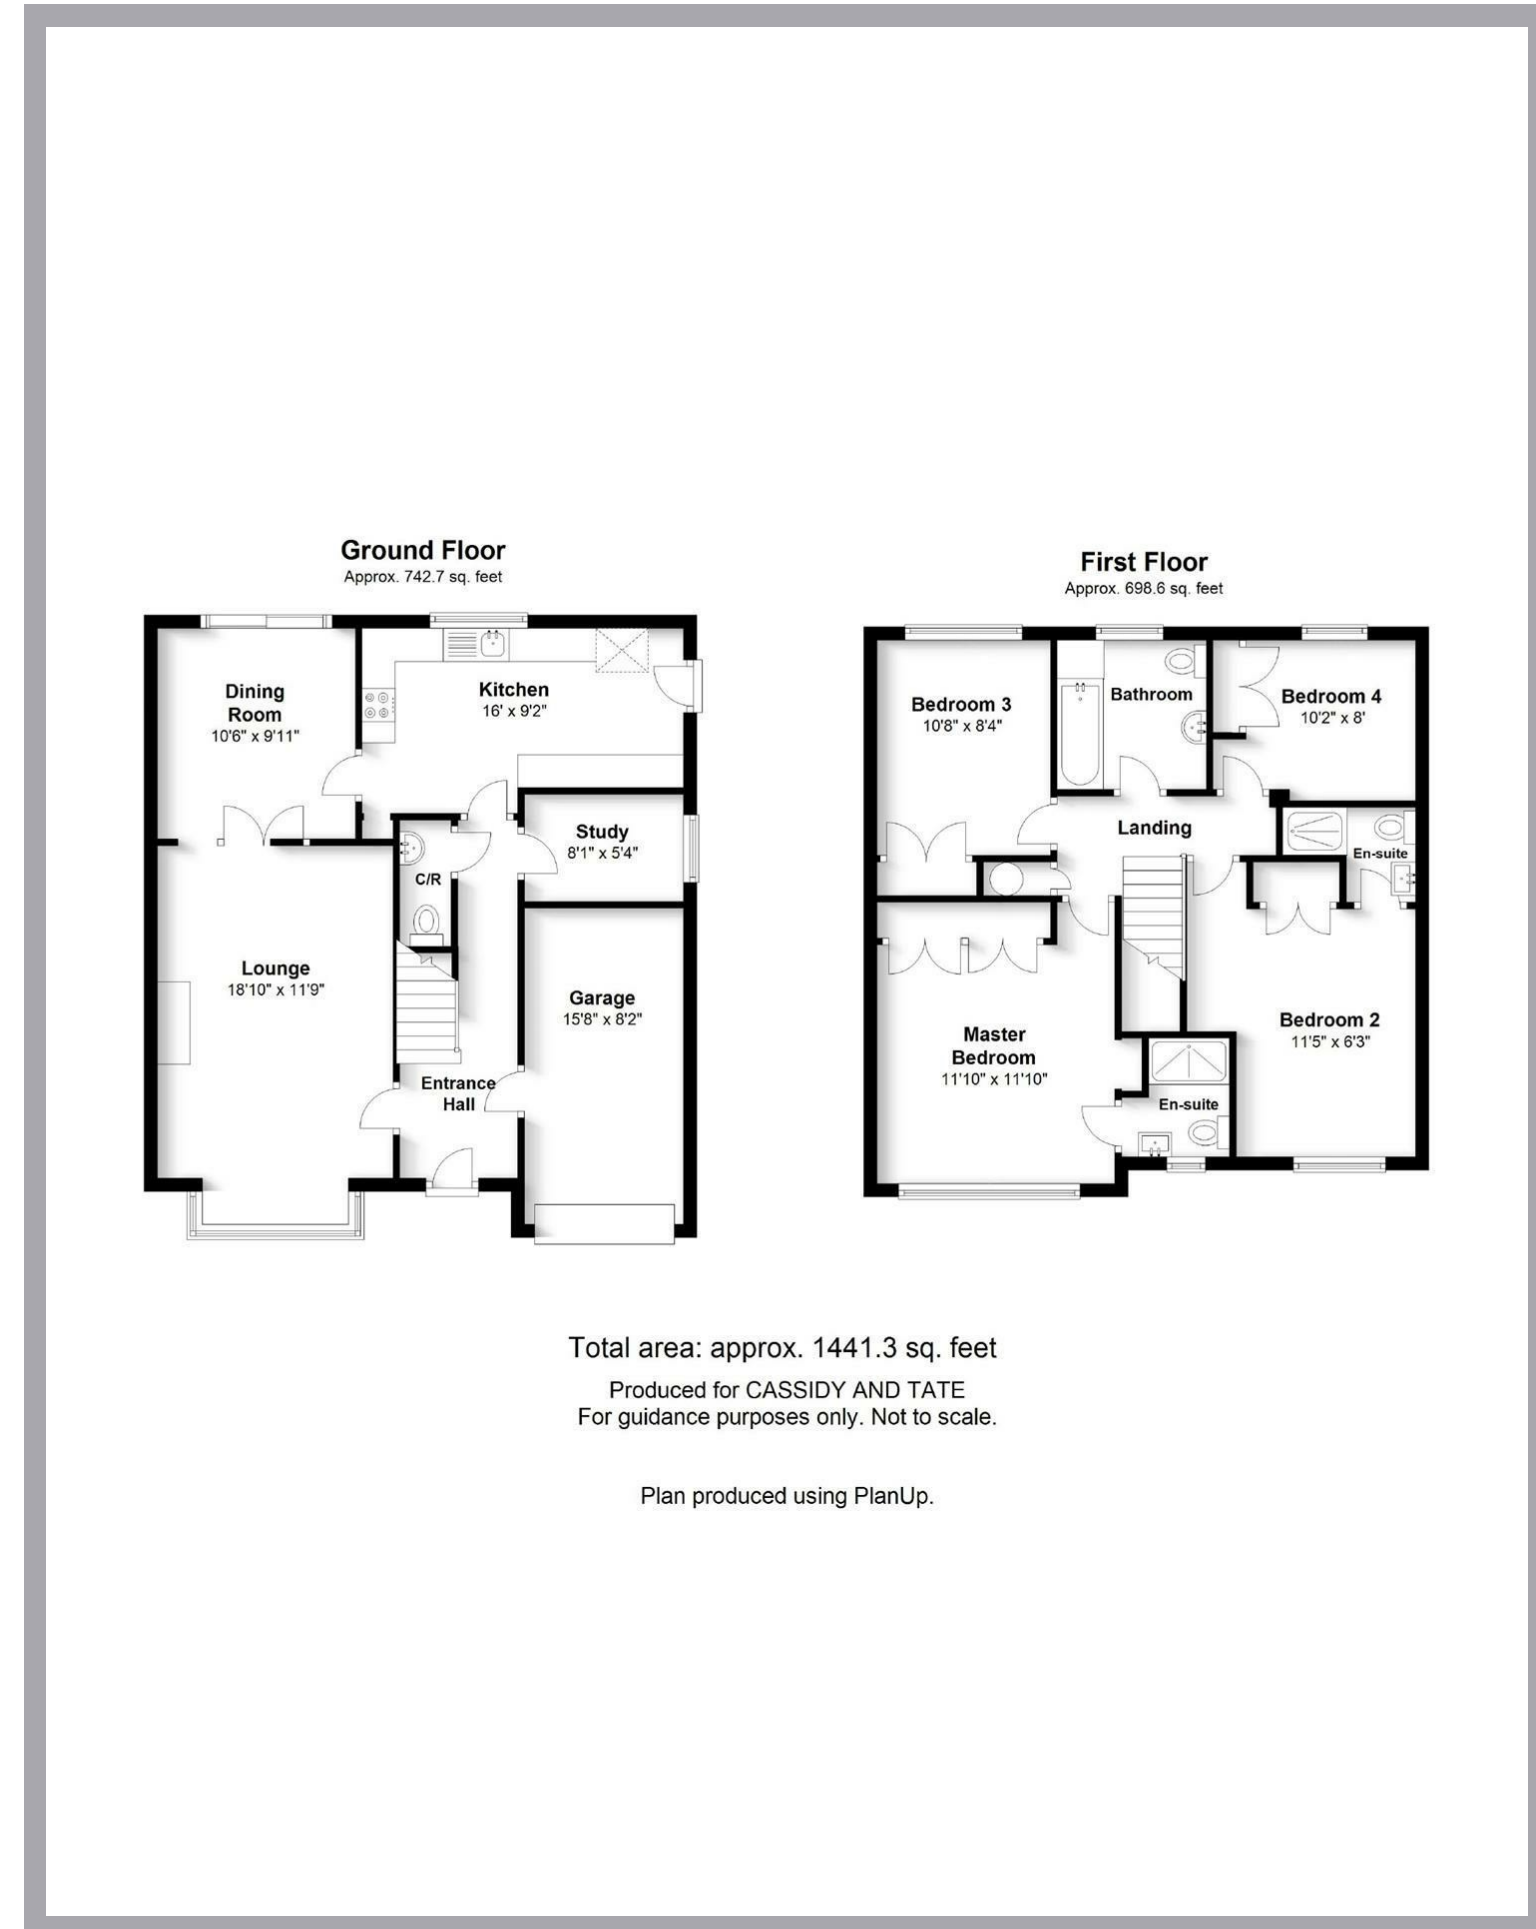 Ground Floor
Approx. 742.7 sq. feet
Dining
Room
10'6" x 9'11"
Kitchen
16' x 9'2"
Study
8'1" x 5'4"
C/R
Lounge
18'10" x 11'9"
Garage
15'8" x 8'2"
Entrance
Hall
First Floor
Approx. 698.6 sq. feet
Bedroom 3
10'8" x 8'4"
Bathroom
Bedroom 4
10'2" x 8'
Landing
En-suite
Master
Bedroom
11'10" x 11'10"
Bedroom 2
11'5" x 6'3"
En-suite
Total area: approx. 1441.3 sq. feet
Produced for CASSIDY AND TATE
For guidance purposes only. Not to scale.
Plan produced using PlanUp.